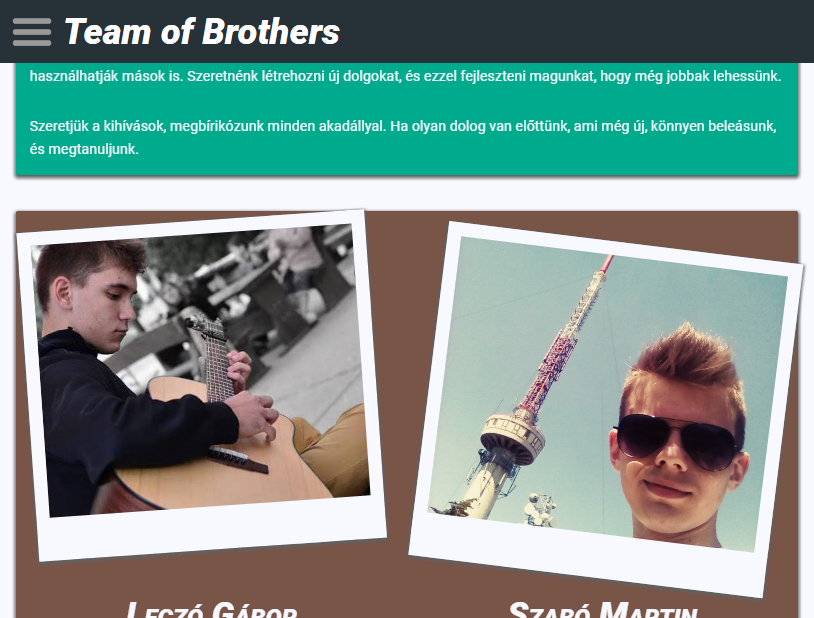 Team of Brothers
használhatják mások is. Szeretnénk létrehozni új dolgokat, és ezzel fejleszteni magunkat, hogy még jobbak lehessünk.
Szeretjük a kihívások, megbírikózunk minden akadállyal. Ha olyan dolog van előttünk, ami még új, könnyen beleásunk,
és megtanuljunk.
Leczó Gábor
Szabó Martin